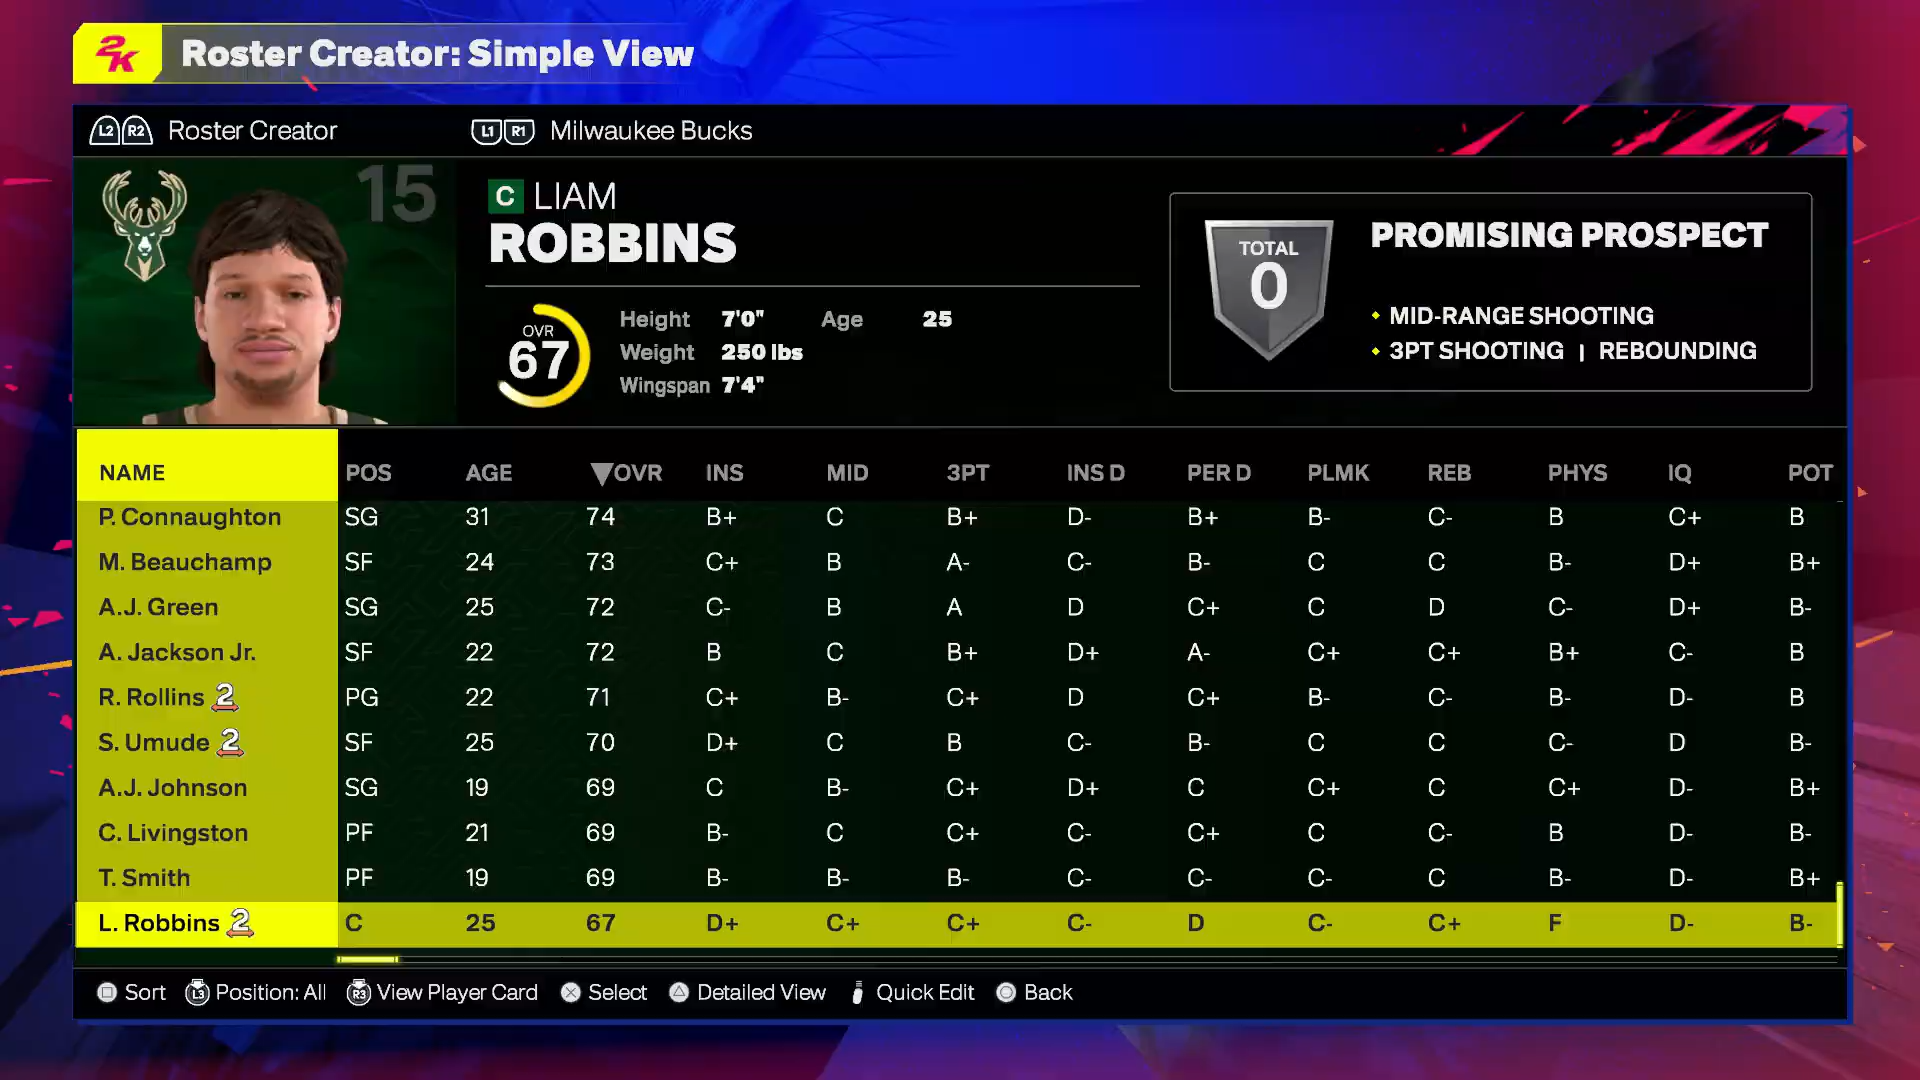 2K Roster Creator: Simple View
L2 R2 Roster Creator L1 R1 Milwaukee Bucks
15
C LIAM
ROBBINS
OVR
67
Height 7'0" Age 25
Weight 250 lbs
Wingspan 7'4"
TOTAL
0
PROMISING PROSPECT
MID-RANGE SHOOTING
3PT SHOOTING | REBOUNDING
NAME POS AGE ▼OVR INS MID 3PT INS D PER D PLMK REB PHYS IQ POT
P. Connaughton SG 31 74 B+ C B+ D- B+ B- C- B C+ B
M. Beauchamp SF 24 73 C+ B A- C- B- C C B- D+ B+
A.J. Green SG 25 72 C- B A D C+ C D C- D+ B-
A. Jackson Jr. SF 22 72 B C B+ D+ A- C+ C+ B+ C- B
R. Rollins 2 PG 22 71 C+ B- C+ D C+ B- C- B- D- B
S. Umude 2 SF 25 70 D+ C B C- B- C C C- D B-
A.J. Johnson SG 19 69 C B- C+ D+ C C+ C C+ D- B+
C. Livingston PF 21 69 B- C C+ C- C+ C C- B D- B-
T. Smith PF 19 69 B- B- B- C- C- C- C B- D- B+
L. Robbins 2 C 25 67 D+ C+ C+ C- D C- C+ F D- B-
Sort L3 Position: All R3 View Player Card Select Detailed View Quick Edit Back